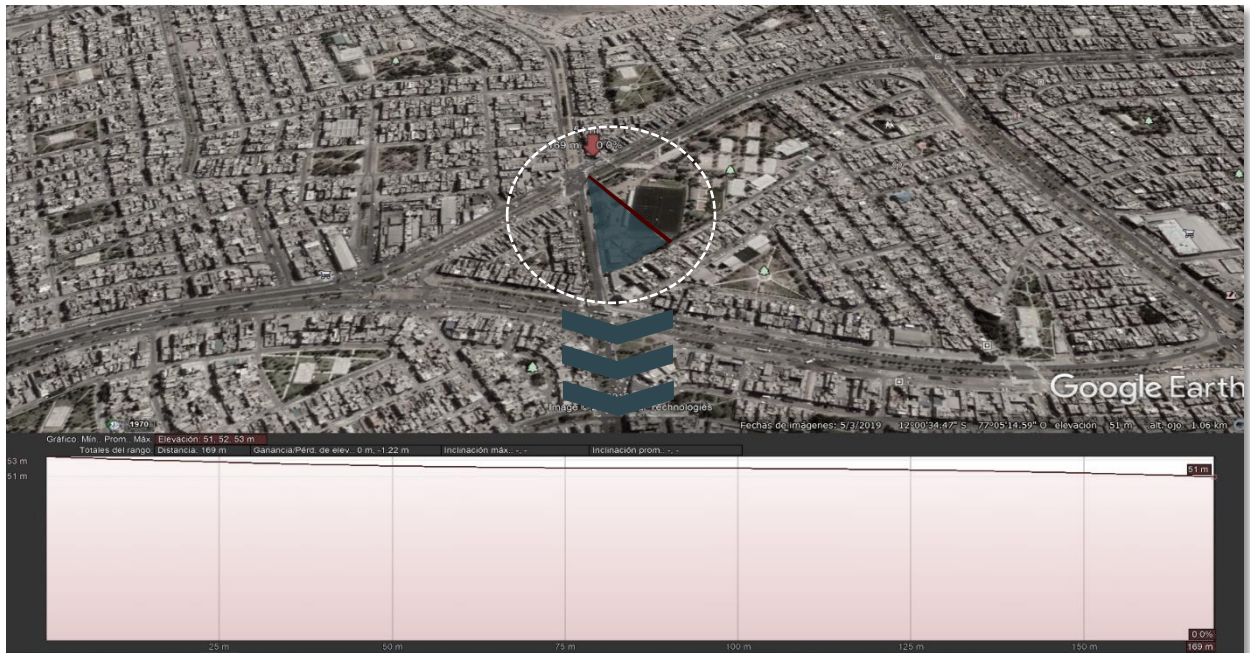 169 m 0.0%
Google Earth
Technologies
1970
Fechas de imágenes: 5/3/2019 12°00'34.47" S 77°05'14.59" O elevación 51 m alt. ojo 1.06 km
Gráfico: Mín., Prom., Máx. Elevación: 51, 52, 53 m
Totales del rango: Distancia: 169 m Ganancia/Pérd. de elev.: 0 m, -1.22 m Inclinación máx.: -, - Inclinación prom.: -, -
53 m
51 m
51 m
0.0%
25 m 50 m 75 m 100 m 125 m 150 m 169 m